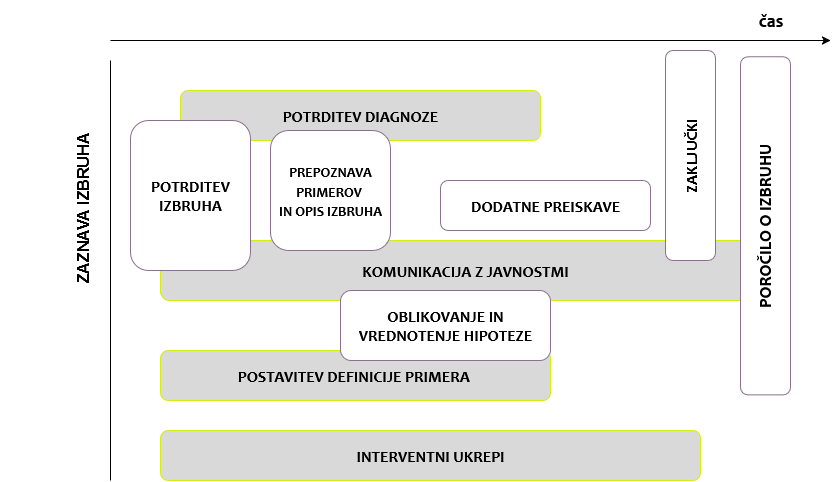 čas
ZAZNAVA IZBRUHA
POTRDITEV DIAGNOZE
POTRDITEV
IZBRUHA
PREPOZNAVA
PRIMEROV
IN OPIS IZBRUHA
DODATNE PREISKAVE
ZAKLJUČKI
POROČILO O IZBRUHU
KOMUNIKACIJA Z JAVNOSTMI
OBLIKOVANJE IN
VREDNOTENJE HIPOTEZE
POSTAVITEV DEFINICIJE PRIMERA
INTERVENTNI UKREPI